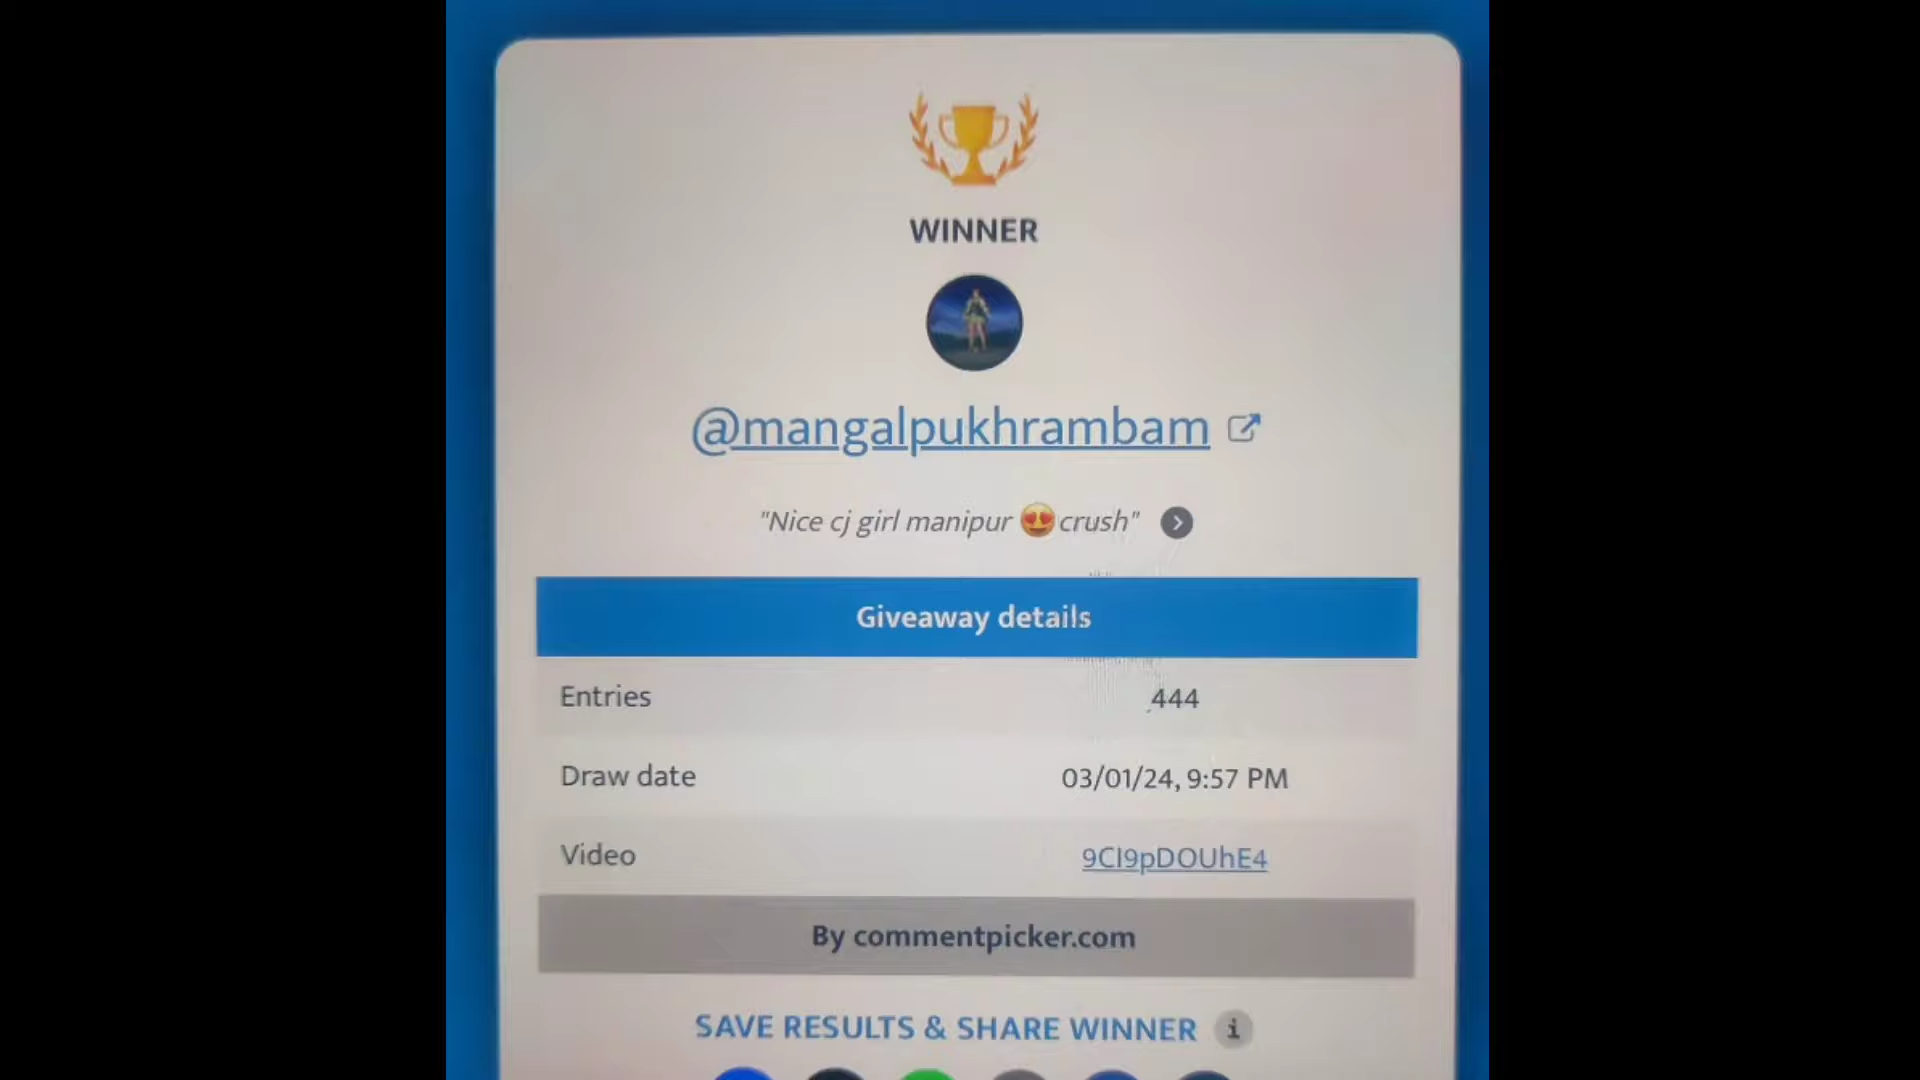 WINNER
@mangalpukhrambam
"Nice cj girl manipur 😍 crush"
Giveaway details
Entries 444
Draw date 03/01/24, 9:57 PM
Video 9CI9pDOUhE4
By commentpicker.com
SAVE RESULTS & SHARE WINNER i